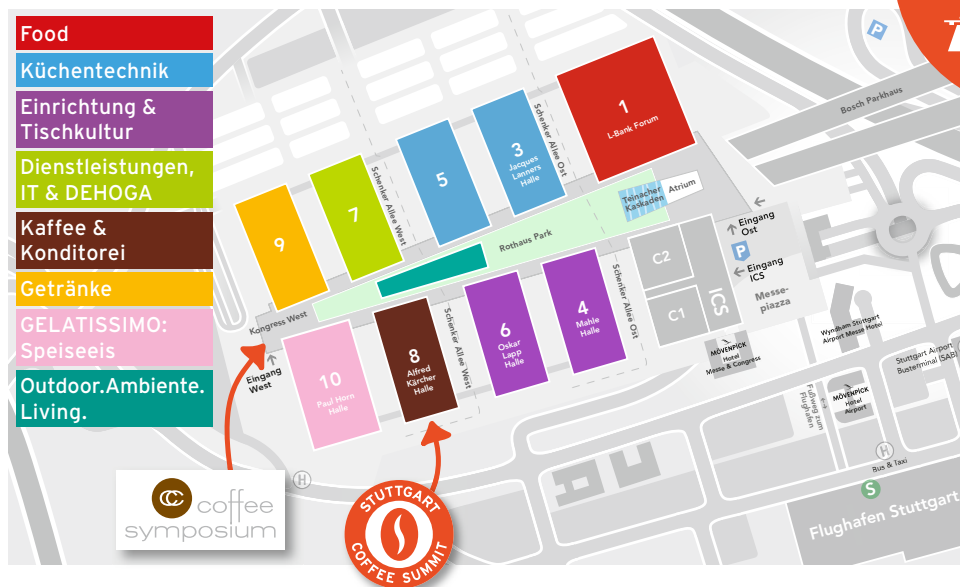 Food
Küchentechnik
Einrichtung &
Tischkultur
Dienstleistungen,
IT & DEHOGA
Kaffee &
Konditorei
Getränke
GELATISSIMO:
Speiseeis
Outdoor.Ambiente.
Living.
P
Bosch Parkhaus
1
L-Bank Forum
Schenker Allee Ost
3
Jacques
Lanners
Halle
5
Schenker Allee West
7
9
Teinacher
Kaskaden
Atrium
Rothaus Park
Eingang
Ost
P
Eingang
ICS
Messe-
piazza
C2
C1
ICS
Schenker Allee Ost
4
Mahle
Halle
6
Oskar
Lapp
Halle
Schenker Allee West
8
Alfred
Kärcher
Halle
10
Paul Horn
Halle
Kongress West
Eingang
West
MÖVENPICK
Hotel
Messe & Congress
Wyndham Stuttgart
Airport Messe Hotel
Stuttgart Airport
Busterminal (SAB)
Fußweg zum
Flughafen
MÖVENPICK
Hotel
Airport
H
Bus & Taxi
S
Flughafen Stuttgart
H
CCC coffee
symposium
STUTTGART
COFFEE SUMMIT